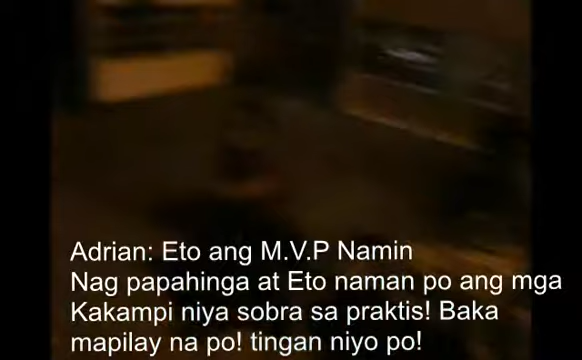 Adrian: Eto ang M.V.P Namin
Nag papahinga at Eto naman po ang mga
Kakampi niya sobra sa praktis! Baka
mapilay na po! tingan niyo po!